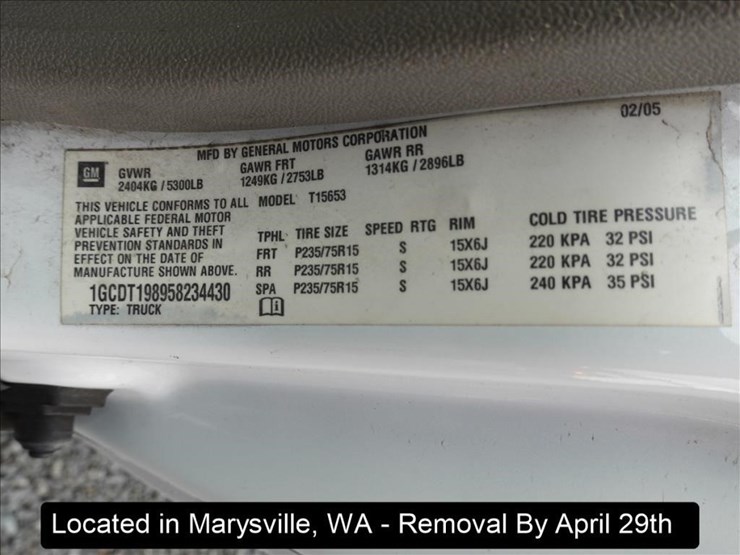 02/05
MFD BY GENERAL MOTORS CORPORATION
GM GVWR GAWR FRT GAWR RR
2404KG / 5300LB 1249KG / 2753LB 1314KG / 2896LB
THIS VEHICLE CONFORMS TO ALL MODEL T15653
APPLICABLE FEDERAL MOTOR
VEHICLE SAFETY AND THEFT
PREVENTION STANDARDS IN
EFFECT ON THE DATE OF
MANUFACTURE SHOWN ABOVE.
1GCDT198958234430
TYPE: TRUCK
TPHL TIRE SIZE SPEED RTG RIM COLD TIRE PRESSURE
FRT P235/75R15 S 15X6J 220 KPA 32 PSI
RR P235/75R15 S 15X6J 220 KPA 32 PSI
SPA P235/75R15 S 15X6J 240 KPA 35 PSI
Located in Marysville, WA - Removal By April 29th